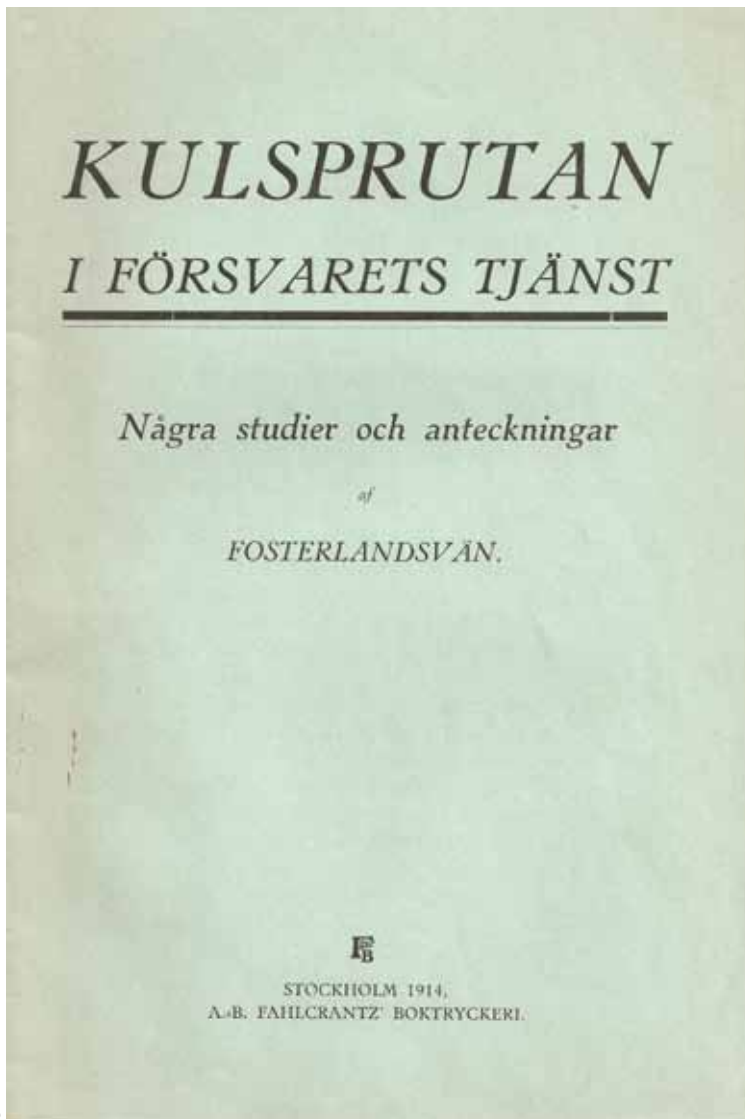 KULSPRUTAN
I FÖRSVARETS TJÄNST
Några studier och anteckningar
af
FOSTERLANDSVÄN.
STOCKHOLM 1914,
A.-B. FAHLCRANTZ' BOKTRYCKERI.